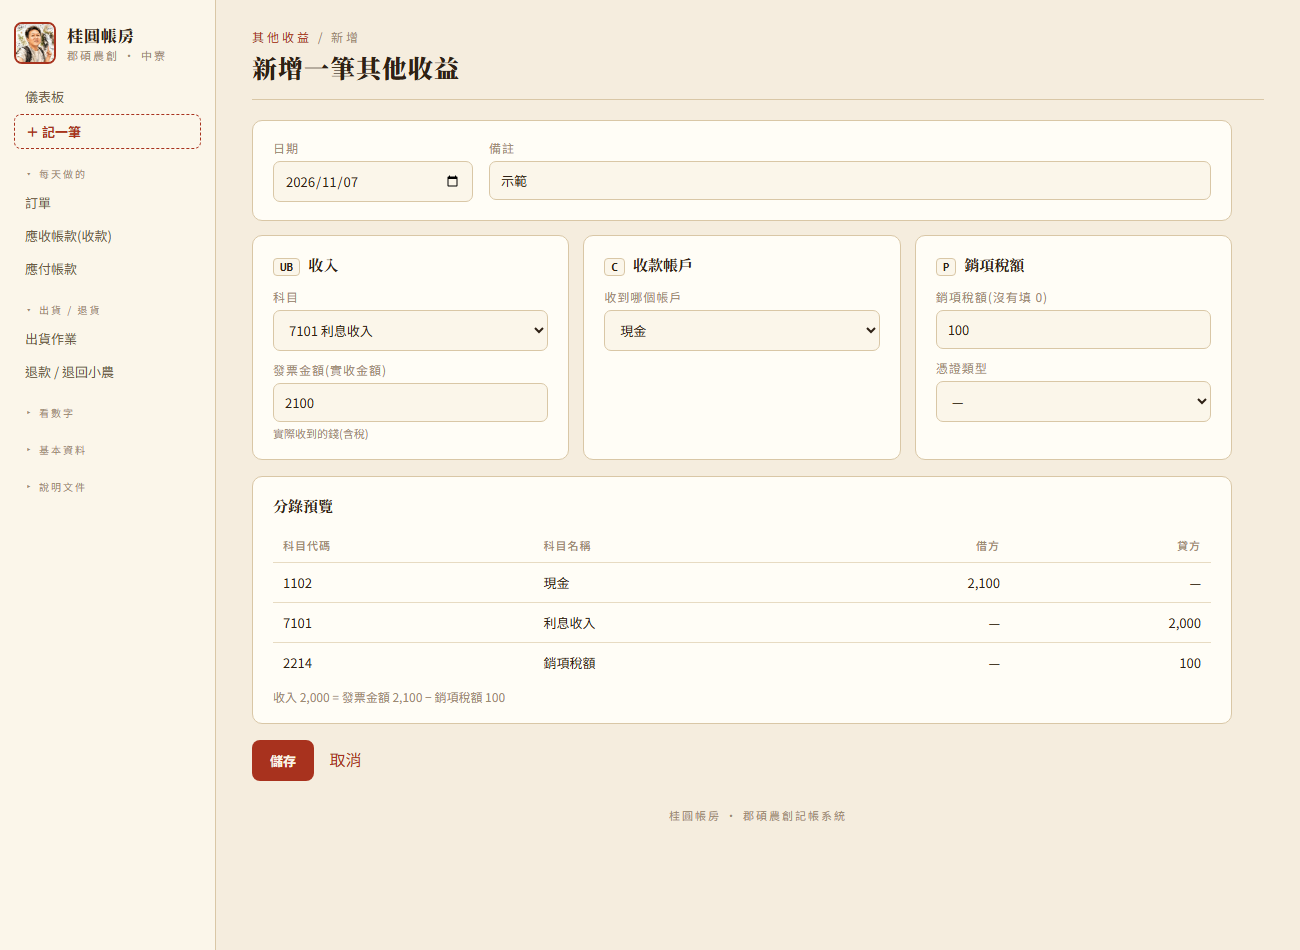 桂圓帳房
郡碩農創 · 中寮
儀表板
＋ 記一筆
每天做的
訂單
應收帳款(收款)
應付帳款
出貨 / 退貨
出貨作業
退款 / 退回小農
看數字
基本資料
說明文件
其他收益 / 新增
新增一筆其他收益
日期
備註
2026/11/07
示範
UB 收入
科目
7101 利息收入
發票金額(實收金額)
2100
實際收到的錢(含稅)
C 收款帳戶
收到哪個帳戶
現金
P 銷項稅額
銷項稅額(沒有填 0)
100
憑證類型
—
分錄預覽
科目代碼 科目名稱 借方 貸方
1102 現金 2,100 —
7101 利息收入 — 2,000
2214 銷項稅額 — 100
收入 2,000 = 發票金額 2,100 − 銷項稅額 100
儲存 取消
桂圓帳房 · 郡碩農創記帳系統